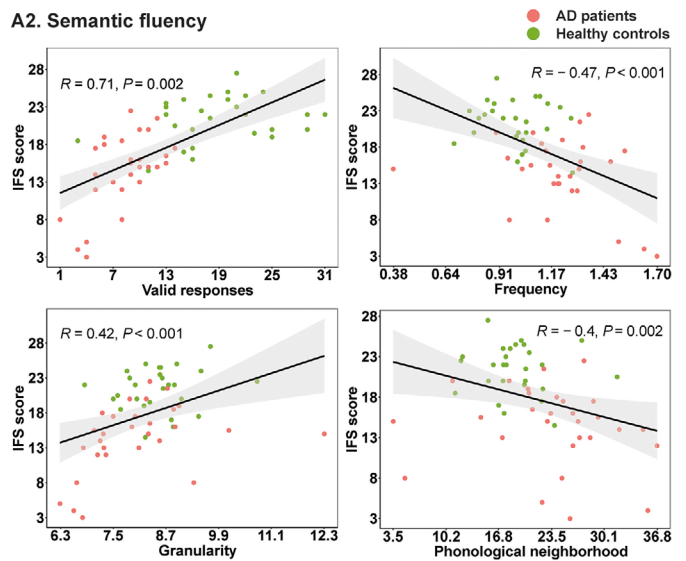 A2. Semantic fluency
AD patients
Healthy controls
R = 0.71, P = 0.002
IFS score
28
23
18
13
8
3
1 7 13 19 25 31
Valid responses
R = − 0.47, P < 0.001
IFS score
28
23
18
13
8
3
0.38 0.64 0.91 1.17 1.43 1.70
Frequency
R = 0.42, P < 0.001
IFS score
28
23
18
13
8
3
6.3 7.5 8.7 9.9 11.1 12.3
Granularity
R = − 0.4, P = 0.002
IFS score
28
23
18
13
8
3
3.5 10.2 16.8 23.5 30.1 36.8
Phonological neighborhood